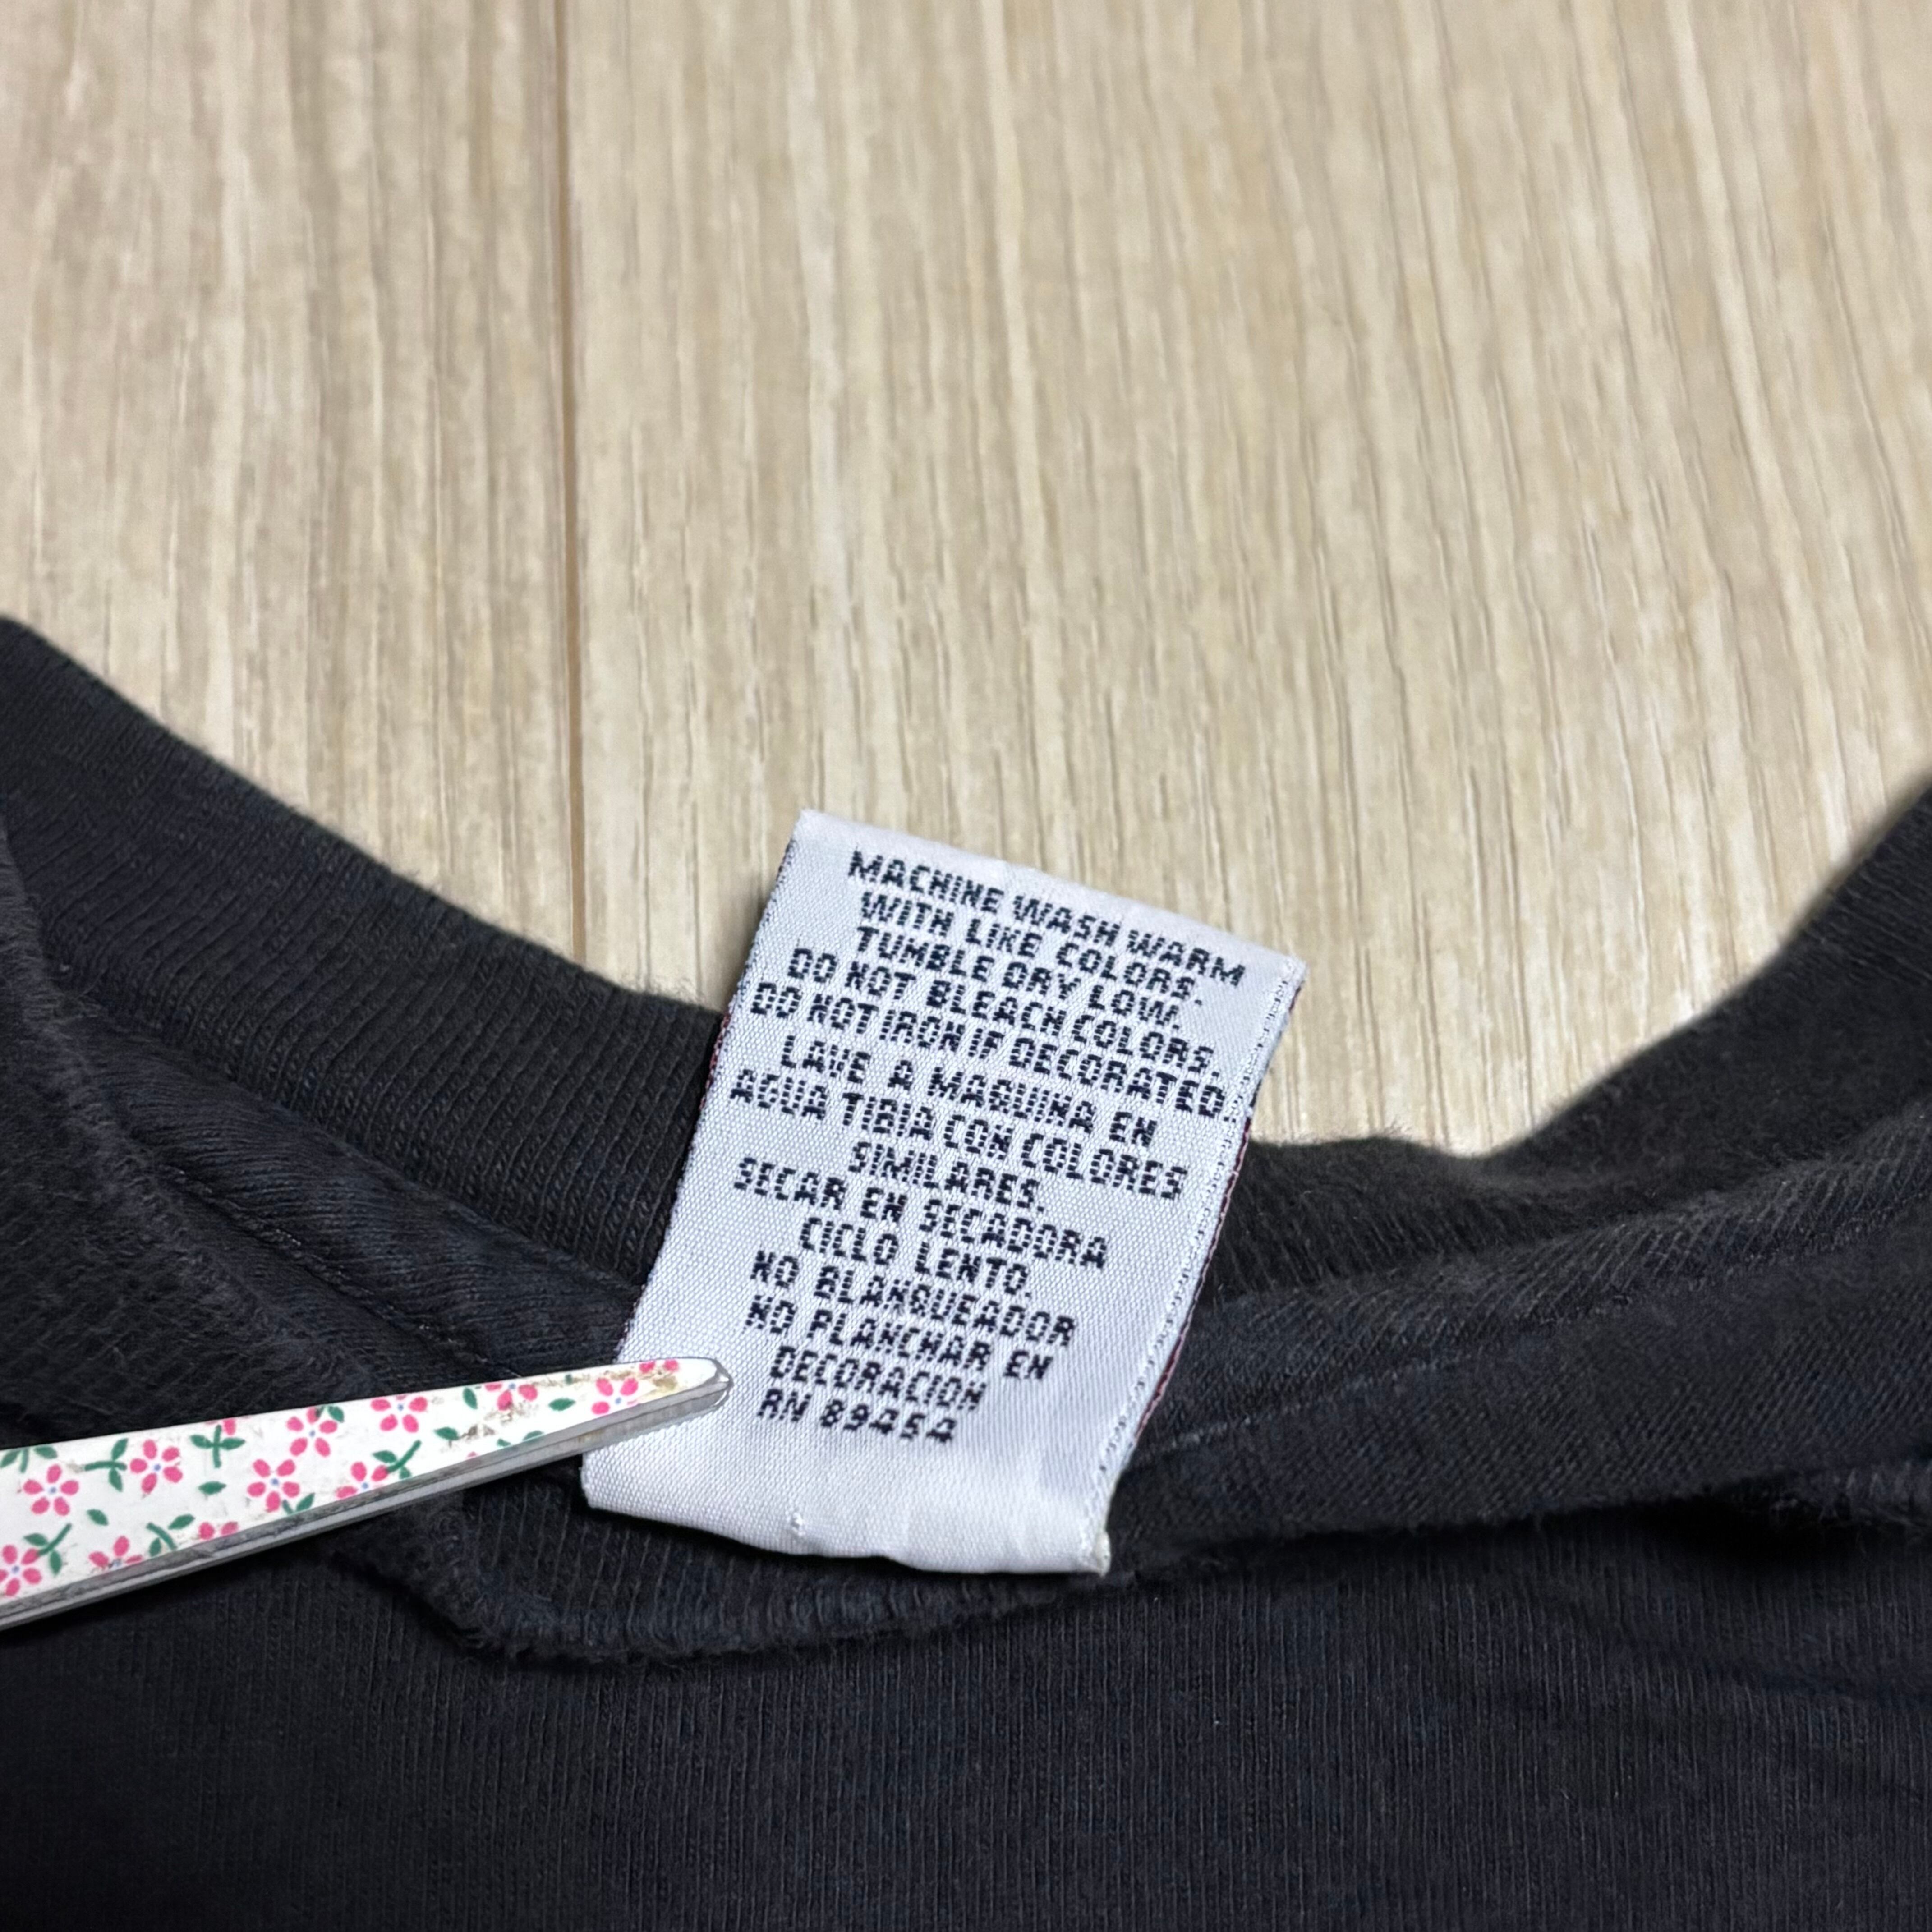 MACHINE WASH WARM
WITH LIKE COLORS.
TUMBLE DRY LOW.
DO NOT BLEACH COLORS.
DO NOT IRON IF DECORATED.
LAVE A MAQUINA EN
AGUA TIBIA CON COLORES
SIMILARES.
SECAR EN SECADORA
CICLO LENTO.
NO BLANQUEADOR
NO PLANCHAR EN
DECORACION
RN 89454